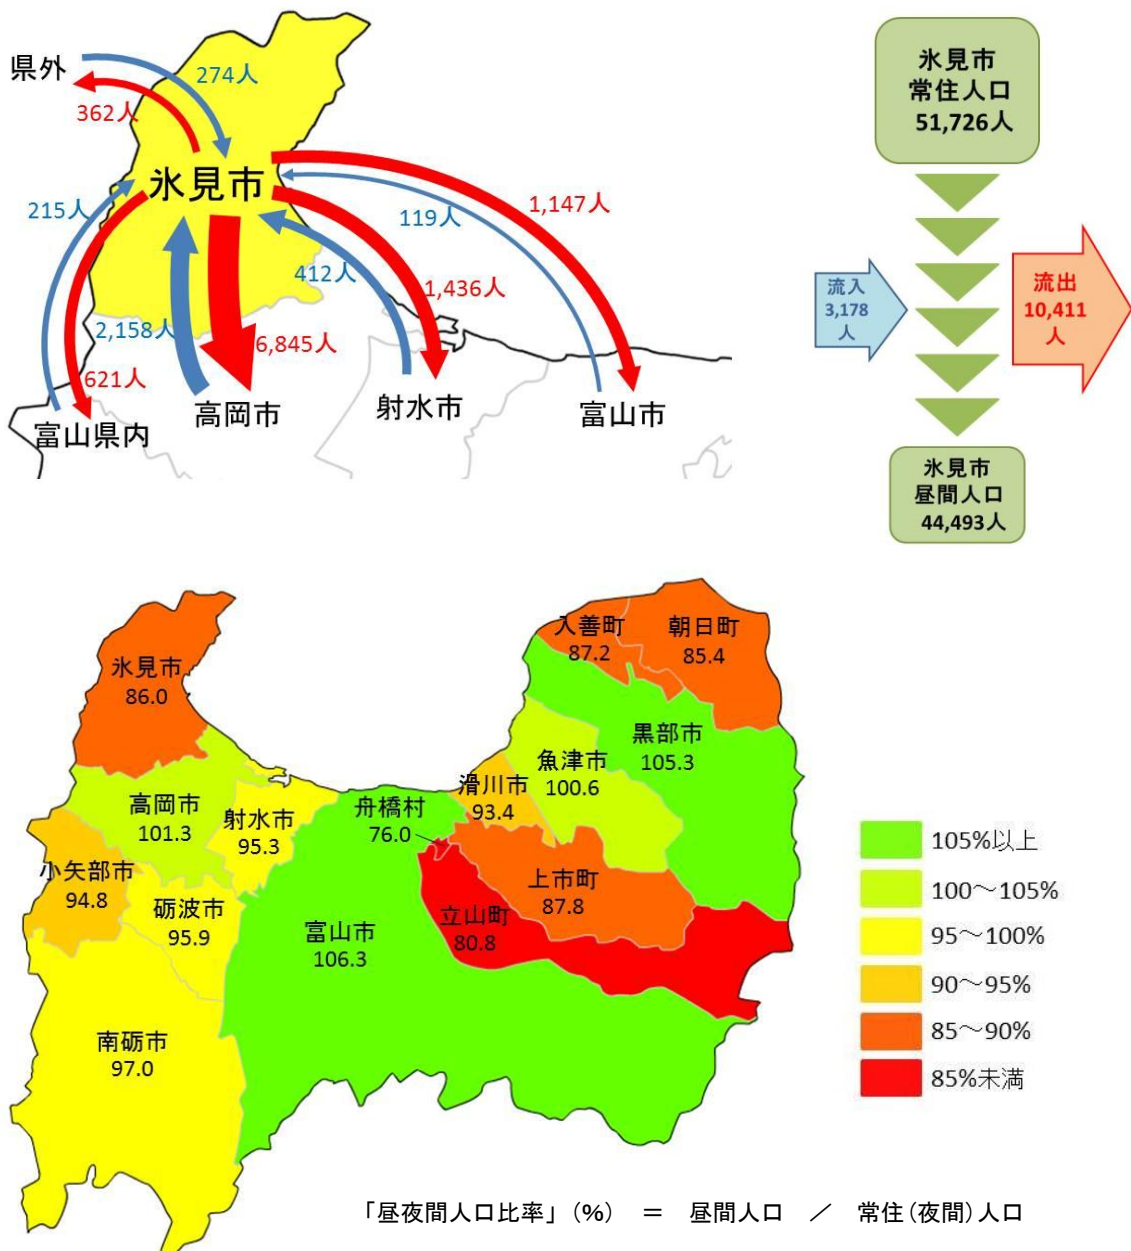 県外
274人
362人
氷見市
215人
119人
1,147人
412人
1,436人
2,158人
6,845人
621人
富山県内
高岡市
射水市
富山市
氷見市
常住人口
51,726人
流入
3,178
人
流出
10,411
人
氷見市
昼間人口
44,493人
氷見市
86.0
入善町
87.2
朝日町
85.4
黒部市
105.3
魚津市
100.6
滑川市
93.4
舟橋村
76.0
高岡市
101.3
射水市
95.3
小矢部市
94.8
砺波市
95.9
上市町
87.8
立山町
80.8
富山市
106.3
南砺市
97.0
105%以上
100～105%
95～100%
90～95%
85～90%
85%未満
「昼夜間人口比率」(%) ＝ 昼間人口 ／ 常住(夜間)人口